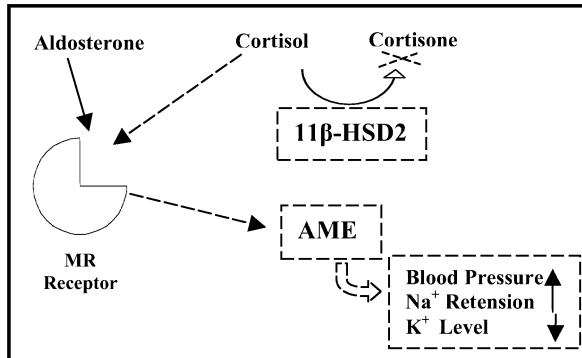 Aldosterone
Cortisol
Cortisone
11β-HSD2
MR
Receptor
AME
Blood Pressure
Na⁺ Retension
K⁺ Level